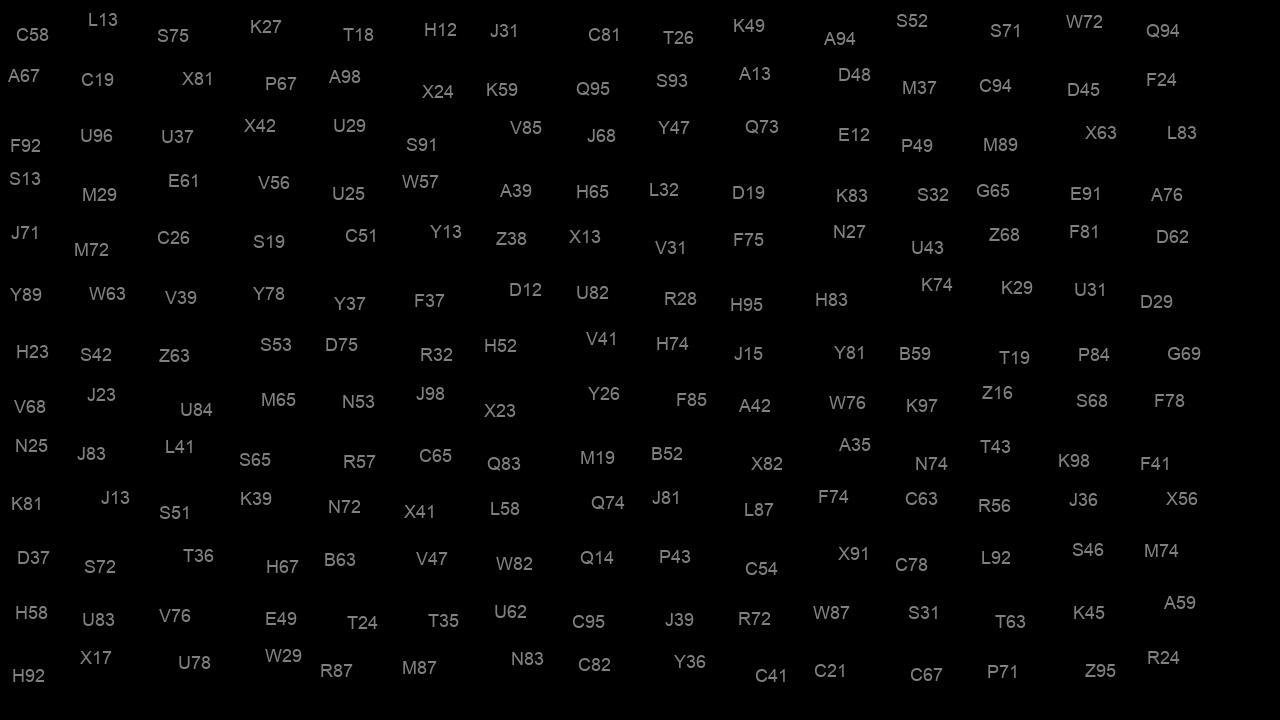 C58 L13 S75 K27 T18 H12 J31 C81 T26 K49 A94 S52 S71 W72 Q94
A67 C19 X81 P67 A98 X24 K59 Q95 S93 A13 D48 M37 C94 D45 F24
F92 U96 U37 X42 U29 S91 V85 J68 Y47 Q73 E12 P49 M89 X63 L83
S13 M29 E61 V56 U25 W57 A39 H65 L32 D19 K83 S32 G65 E91 A76
J71 M72 C26 S19 C51 Y13 Z38 X13 V31 F75 N27 U43 Z68 F81 D62
Y89 W63 V39 Y78 Y37 F37 D12 U82 R28 H95 H83 K74 K29 U31 D29
H23 S42 Z63 S53 D75 R32 H52 V41 H74 J15 Y81 B59 T19 P84 G69
V68 J23 U84 M65 N53 J98 X23 Y26 F85 A42 W76 K97 Z16 S68 F78
N25 J83 L41 S65 R57 C65 Q83 M19 B52 X82 A35 N74 T43 K98 F41
K81 J13 S51 K39 N72 X41 L58 Q74 J81 L87 F74 C63 R56 J36 X56
D37 S72 T36 H67 B63 V47 W82 Q14 P43 C54 X91 C78 L92 S46 M74
H58 U83 V76 E49 T24 T35 U62 C95 J39 R72 W87 S31 T63 K45 A59
H92 X17 U78 W29 R87 M87 N83 C82 Y36 C41 C21 C67 P71 Z95 R24